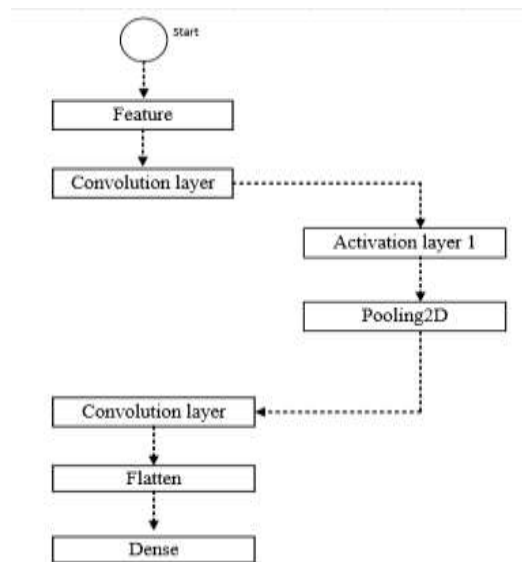 Start
Feature
Convolution layer
Activation layer 1
Pooling2D
Convolution layer
Flatten
Dense